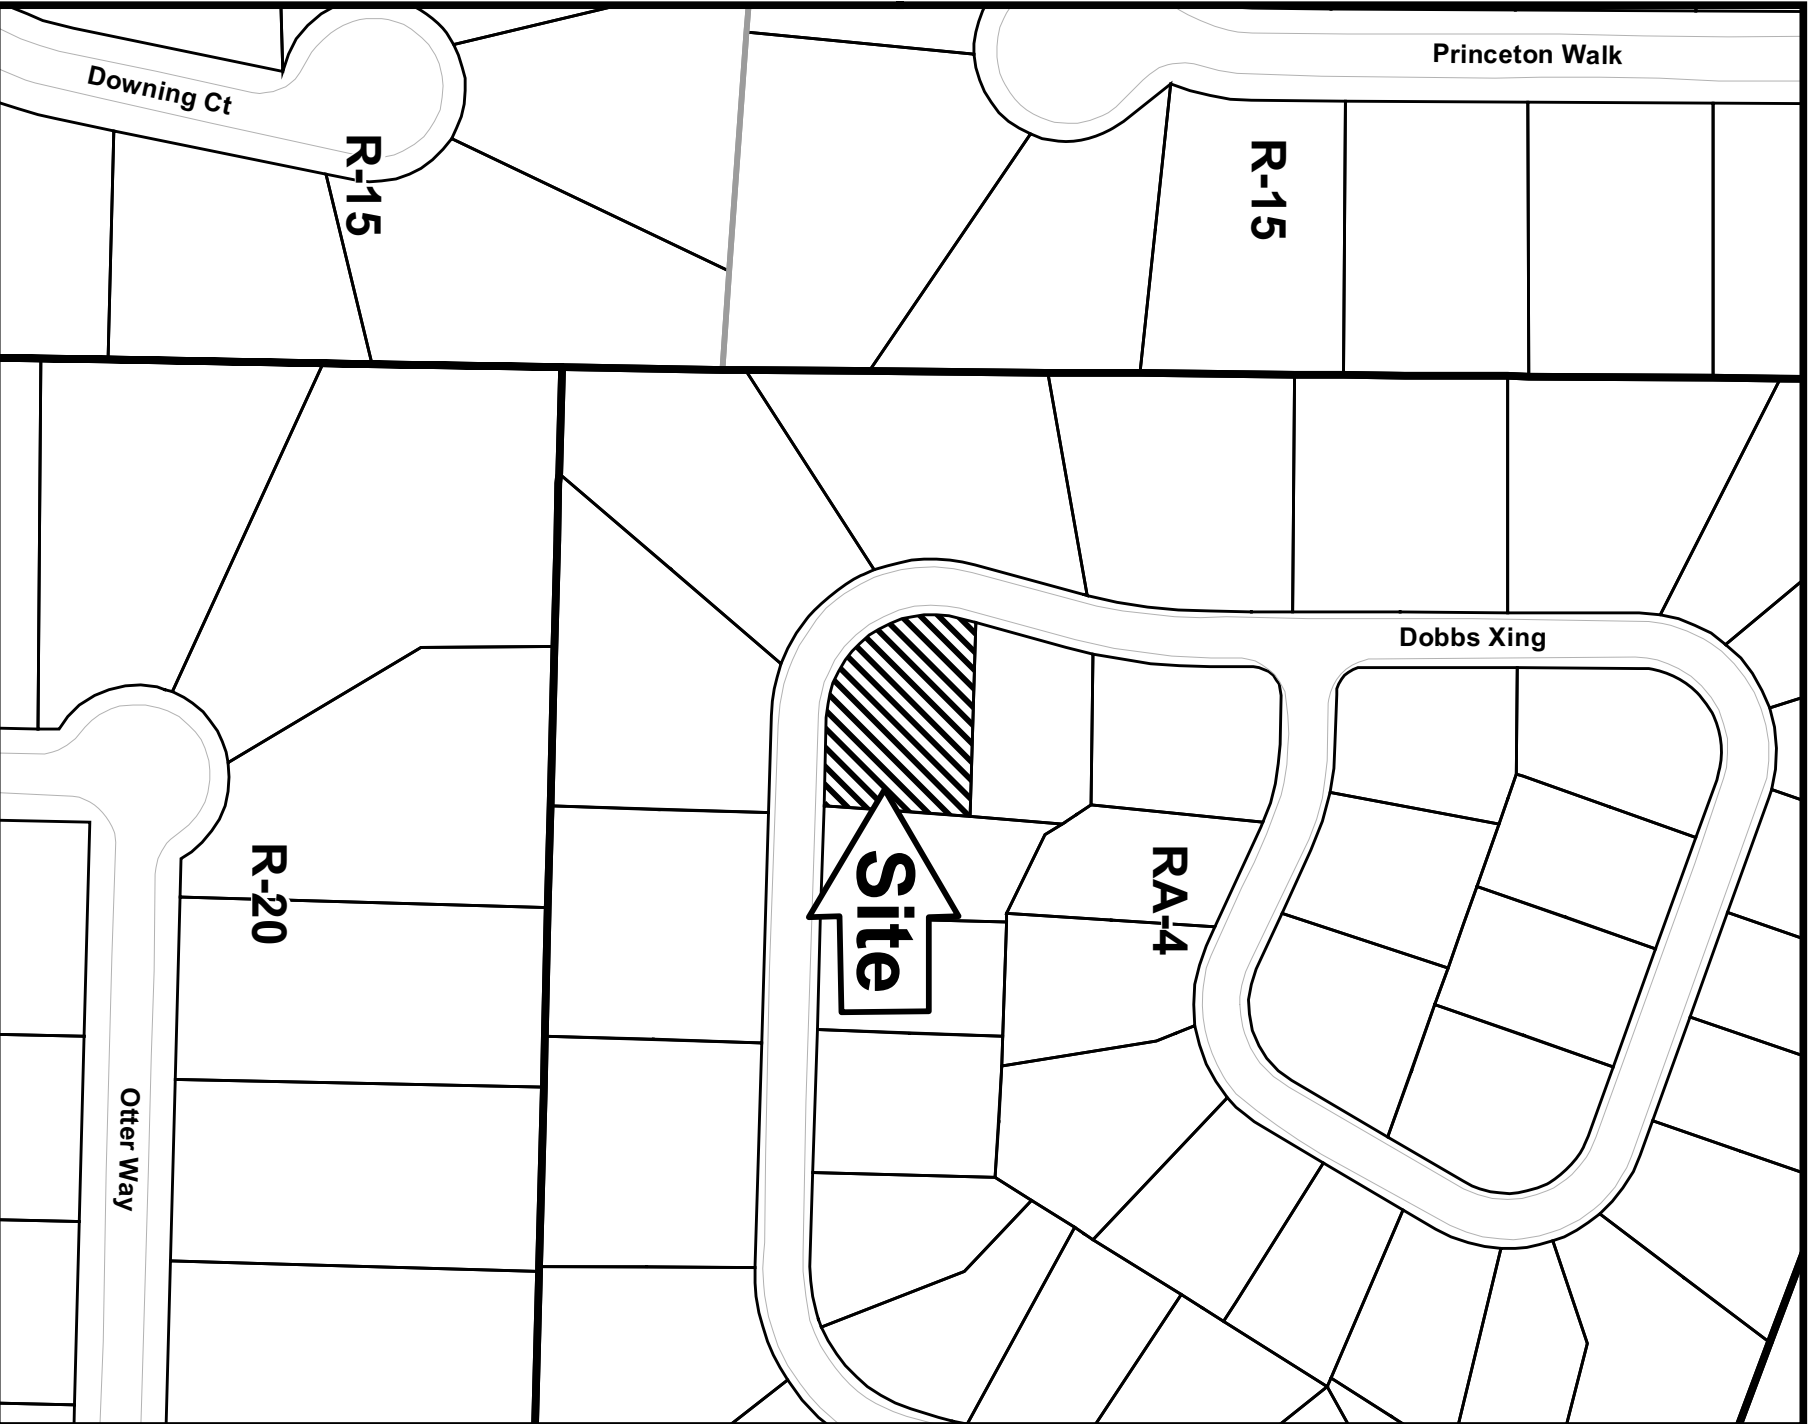 Princeton Walk
Downing Ct
R-15
R-15
Dobbs Xing
R-20
Site
RA-4
Otter Way